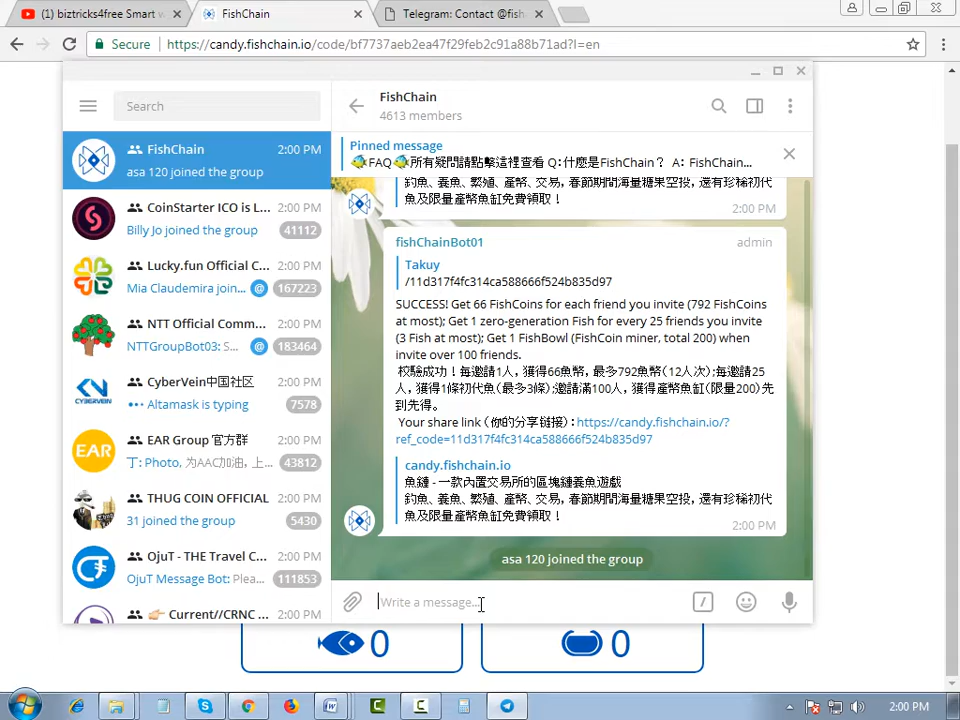 (1) biztricks4free Smart w
FishChain
Telegram: Contact @fish
Secure
https://candy.fishchain.io/code/bf7737aeb2ea47f29feb2c91a88b71ad?l=en
Search
FishChain
2:00 PM
asa 120 joined the group
CoinStarter ICO is L...
2:00 PM
Billy Jo joined the group
41112
Lucky.fun Official C...
2:00 PM
Mia Claudemira join...
@
167223
NTT Official Comm...
2:00 PM
NTTGroupBot03: S...
@
183464
CyberVein中国社区
2:00 PM
Altamask is typing
7578
CYBERVEIN
EAR Group 官方群
2:00 PM
丁: Photo, 为AAC加油，上...
43812
EAR
THUG COIN OFFICIAL
2:00 PM
31 joined the group
5430
OjuT - THE Travel C...
2:00 PM
OjuT Message Bot: Plea...
111853
Current//CRNC ...
2:00 PM
FishChain
4613 members
Pinned message
🐠FAQ🐠所有疑問請點擊這裡查看 Q：什麼是FishChain？ A: FishChain...
釣魚、養魚、繁殖、產幣、交易，春節期間海量糖果空投，還有珍稀初代
魚及限量產幣魚缸免費領取！
2:00 PM
fishChainBot01
admin
Takuy
/11d317f4fc314ca588666f524b835d97
SUCCESS! Get 66 FishCoins for each friend you invite (792 FishCoins
at most); Get 1 zero-generation Fish for every 25 friends you invite
(3 Fish at most); Get 1 FishBowl (FishCoin miner, total 200) when
invite over 100 friends.
校驗成功！每邀請1人，獲得66魚幣，最多792魚幣（12人次）；每邀請25
人，獲得1條初代魚（最多3條）；邀請滿100人，獲得產幣魚缸（限量200）先
到先得。
Your share link (你的分享链接)：https://candy.fishchain.io/?
ref_code=11d317f4fc314ca588666f524b835d97
candy.fishchain.io
魚鏈 - 一款內置交易所的區塊鏈養魚遊戲
釣魚、養魚、繁殖、產幣、交易，春節期間海量糖果空投，還有珍稀初代
魚及限量產幣魚缸免費領取！
2:00 PM
asa 120 joined the group
Write a message...
0
0
2:00 PM